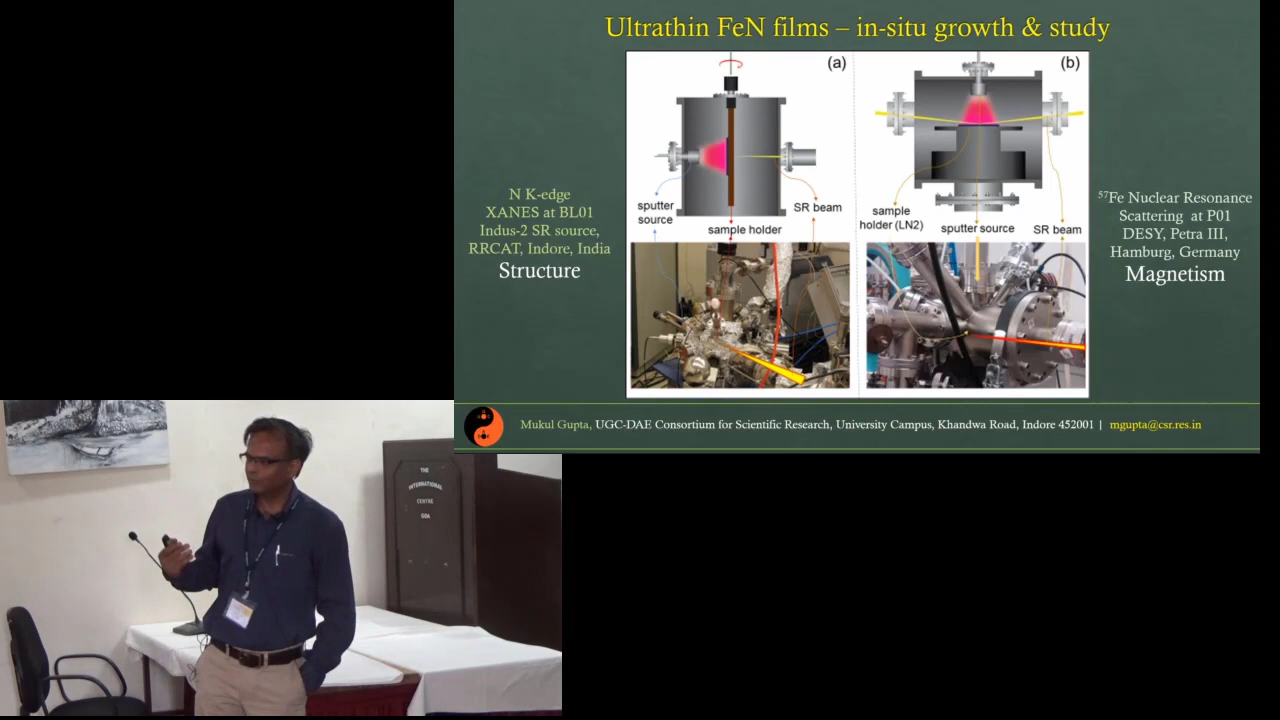 Ultrathin FeN films – in-situ growth & study
(a)
(b)
N K-edge
XANES at BL01
Indus-2 SR source,
RRCAT, Indore, India
Structure
sputter
source
SR beam
sample holder
sample
holder (LN2)
sputter source
SR beam
⁵⁷Fe Nuclear Resonance
Scattering at P01
DESY, Petra III,
Hamburg, Germany
Magnetism
Mukul Gupta, UGC-DAE Consortium for Scientific Research, University Campus, Khandwa Road, Indore 452001 | mgupta@csr.res.in
THE
INTERNATIONAL
CENTRE
GOA